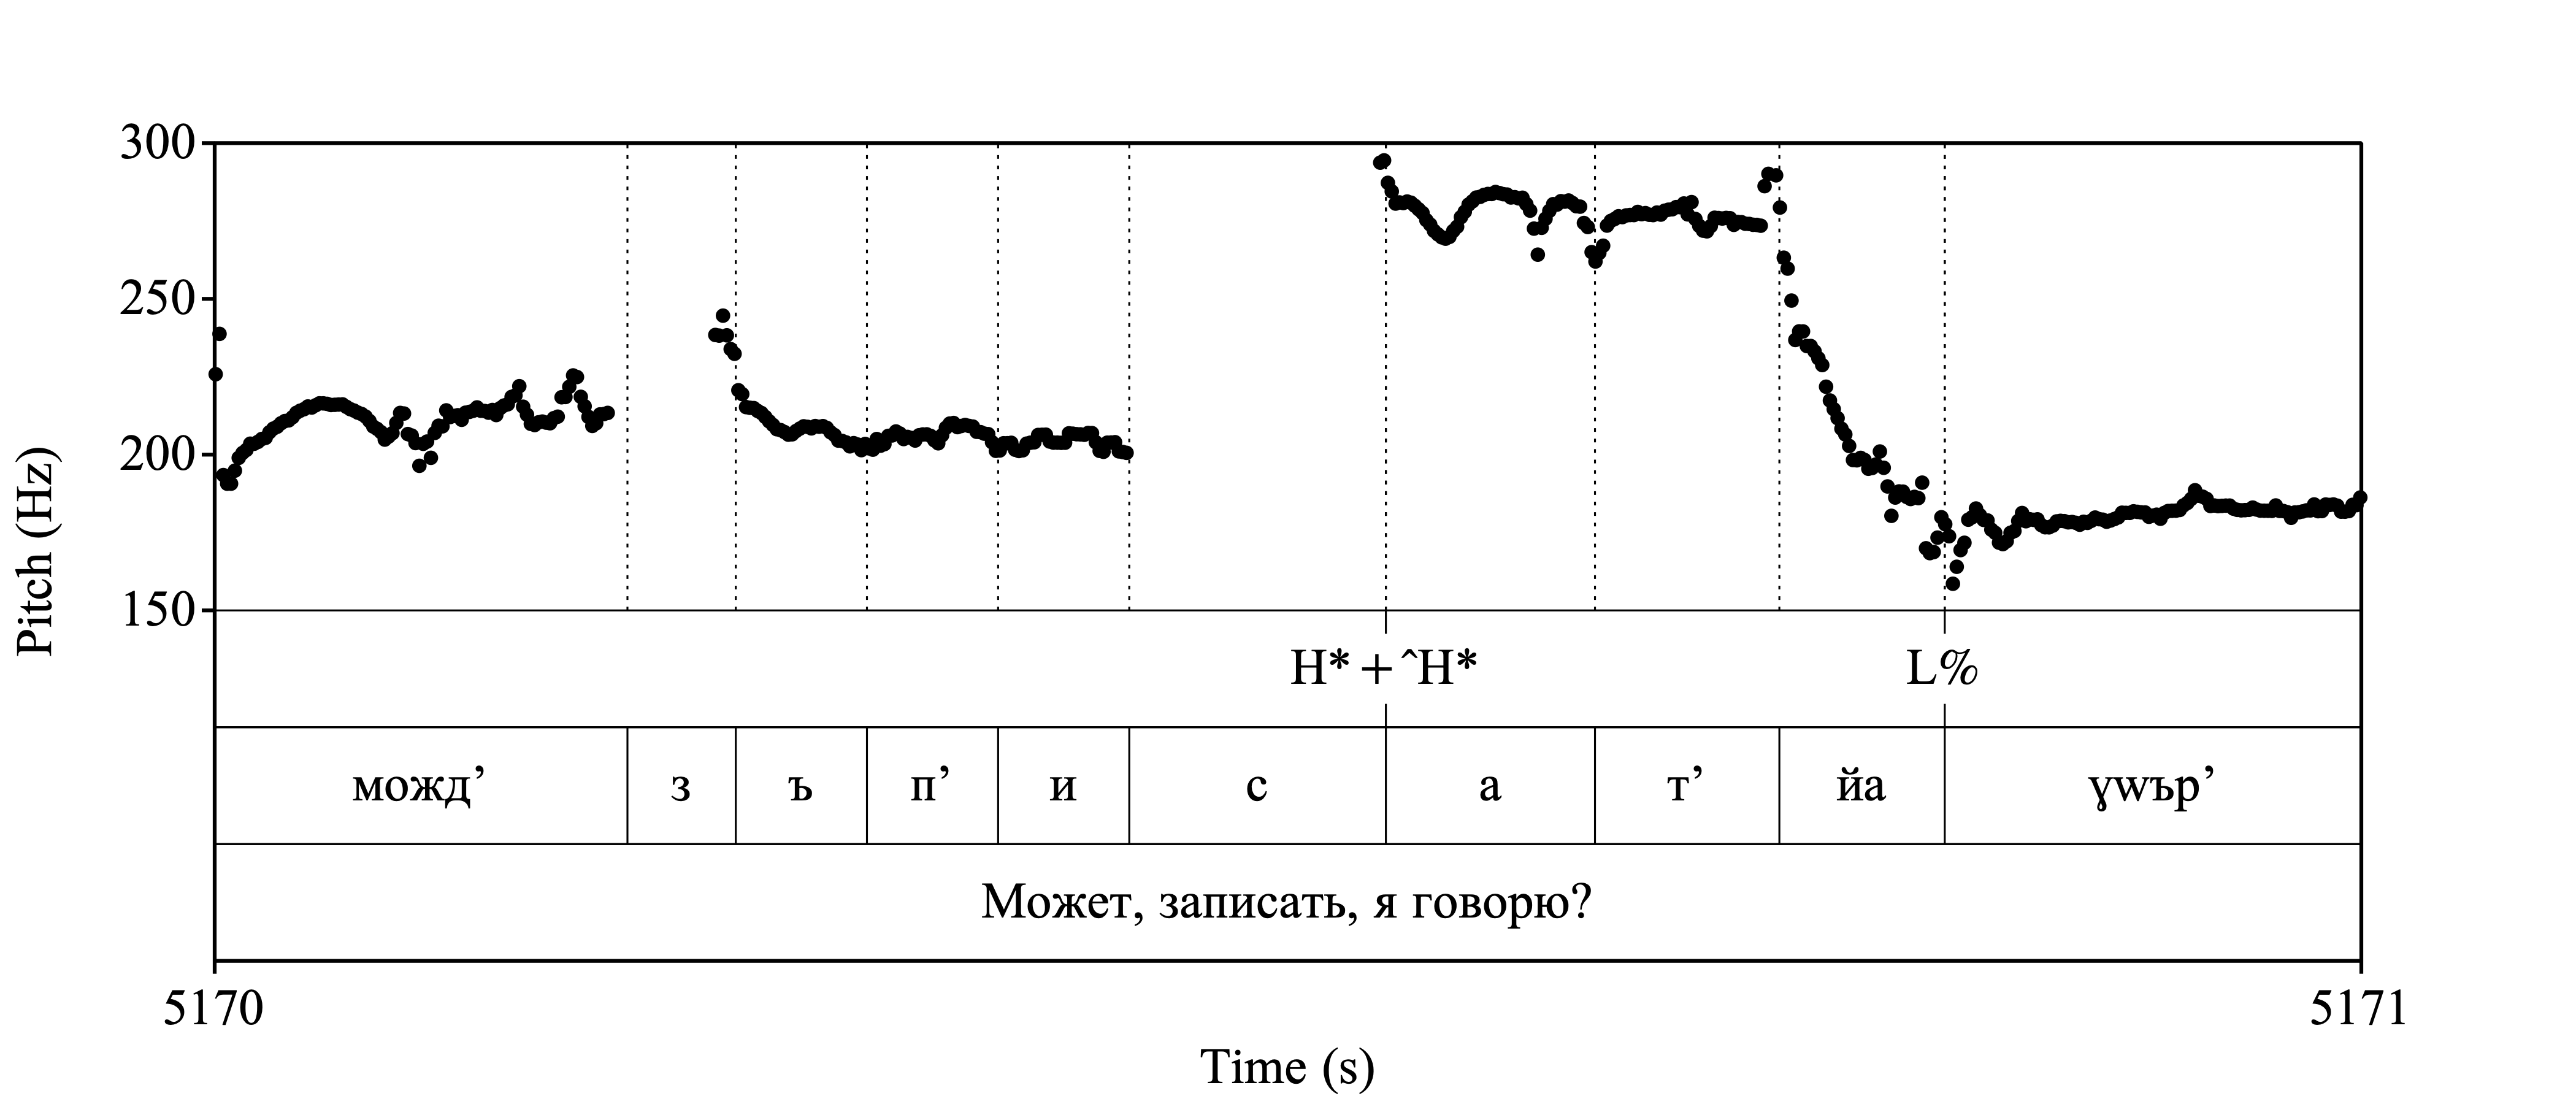 300
250
200
150
Pitch (Hz)
H* + ˆH* L%
можд’ з ъ п’ и с а т’ йа ɣwър’
Может, записать, я говорю?
5170 5171
Time (s)